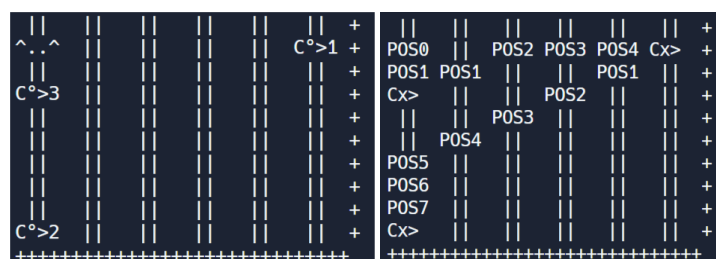 || || || || || || +
^..^ || || || || C°>1 +
|| || || || || || +
C°>3 || || || || || +
|| || || || || || +
|| || || || || || +
|| || || || || || +
|| || || || || || +
|| || || || || || +
C°>2 || || || || || +
++++++++++++++++++++++++++++++
|| || || || || || +
POS0 || POS2 POS3 POS4 Cx> +
POS1 POS1 || || POS1 || +
Cx> || || POS2 || || +
|| || POS3 || || || +
|| POS4 || || || || +
POS5 || || || || || +
POS6 || || || || || +
POS7 || || || || || +
Cx> || || || || || +
++++++++++++++++++++++++++++++